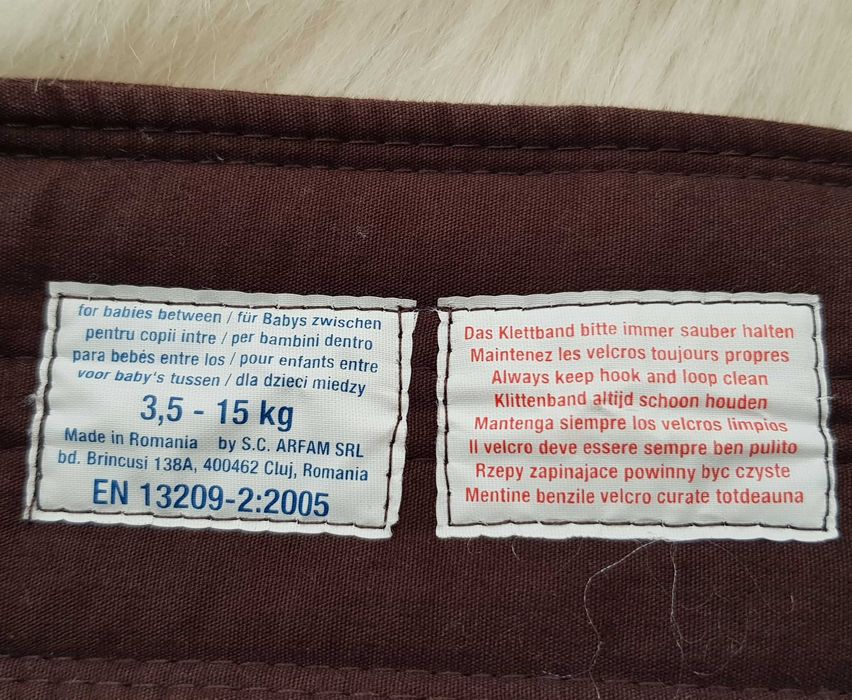 for babies between / für Babys zwischen
pentru copii intre / per bambini dentro
para bebés entre los / pour enfants entre
voor baby's tussen / dla dzieci miedzy
3,5 - 15 kg
Made in Romania by S.C. ARFAM SRL
bd. Brincusi 138A, 400462 Cluj, Romania
EN 13209-2:2005
Das Klettband bitte immer sauber halten
Maintenez les velcros toujours propres
Always keep hook and loop clean
Klittenband altijd schoon houden
Mantenga siempre los velcros limpios
Il velcro deve essere sempre ben pulito
Rzepy zapinajace powinny byc czyste
Mentine benzile velcro curate totdeauna